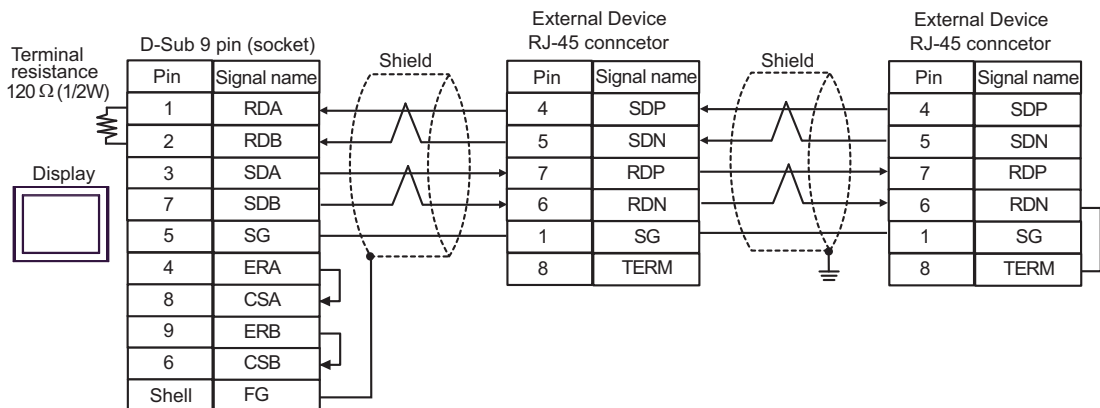 External Device
RJ-45 conncetor
External Device
RJ-45 conncetor
Terminal
resistance
120 Ω (1/2W)
D-Sub 9 pin (socket)
Shield
Shield
Display
Pin Signal name
1 RDA
2 RDB
3 SDA
7 SDB
5 SG
4 ERA
8 CSA
9 ERB
6 CSB
Shell FG
Pin Signal name
4 SDP
5 SDN
7 RDP
6 RDN
1 SG
8 TERM
Pin Signal name
4 SDP
5 SDN
7 RDP
6 RDN
1 SG
8 TERM